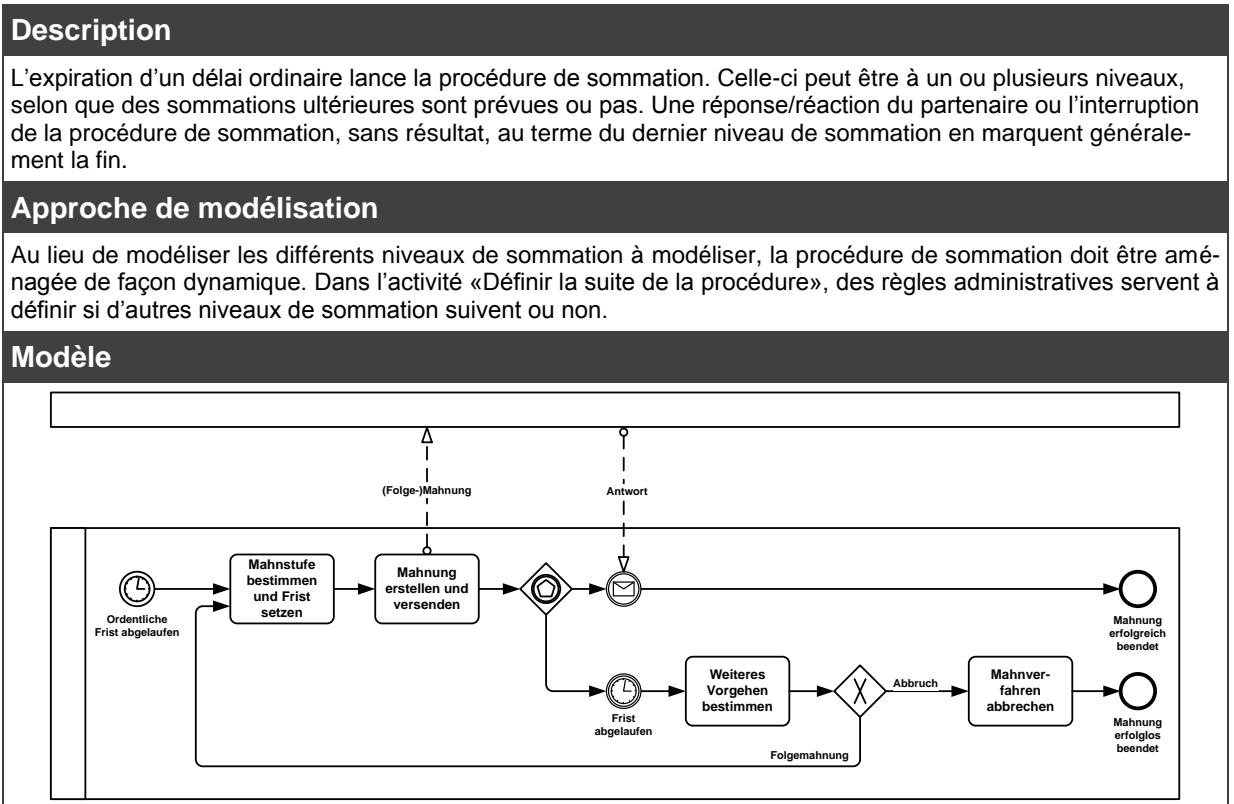 Description
L’expiration d’un délai ordinaire lance la procédure de sommation. Celle-ci peut être à un ou plusieurs niveaux,
selon que des sommations ultérieures sont prévues ou pas. Une réponse/réaction du partenaire ou l’interruption
de la procédure de sommation, sans résultat, au terme du dernier niveau de sommation en marquent générale-
ment la fin.
Approche de modélisation
Au lieu de modéliser les différents niveaux de sommation à modéliser, la procédure de sommation doit être amé-
nagée de façon dynamique. Dans l’activité «Définir la suite de la procédure», des règles administratives servent à
définir si d’autres niveaux de sommation suivent ou non.
Modèle
(Folge-)Mahnung
Antwort
Ordentliche
Frist abgelaufen
Mahnstufe
bestimmen
und Frist
setzen
Mahnung
erstellen und
versenden
Mahnung
erfolgreich
beendet
Frist
abgelaufen
Weiteres
Vorgehen
bestimmen
Abbruch
Folgemahnung
Mahnver-
fahren
abbrechen
Mahnung
erfolglos
beendet